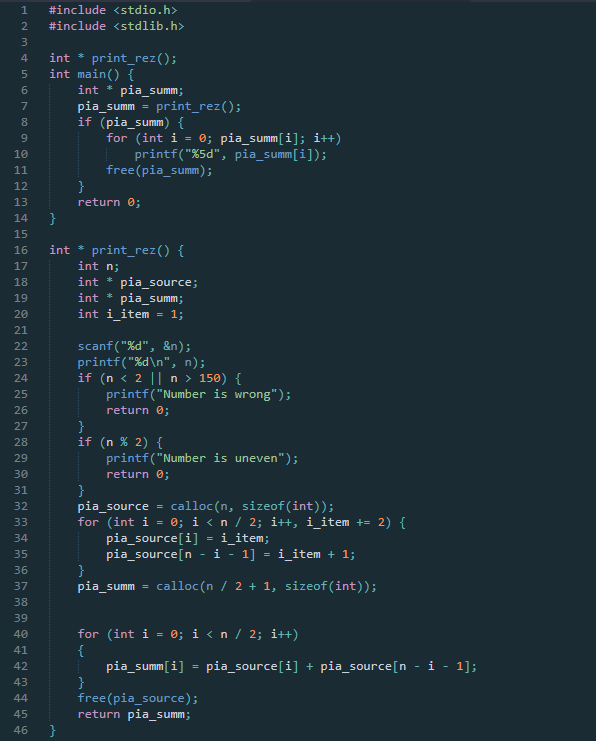 1 #include <stdio.h>
2 #include <stdlib.h>
3
4 int * print_rez();
5 int main() {
6     int * pia_summ;
7     pia_summ = print_rez();
8     if (pia_summ) {
9         for (int i = 0; pia_summ[i]; i++)
10             printf("%5d", pia_summ[i]);
11         free(pia_summ);
12     }
13     return 0;
14 }
15
16 int * print_rez() {
17     int n;
18     int * pia_source;
19     int * pia_summ;
20     int i_item = 1;
21
22     scanf("%d", &n);
23     printf("%d\n", n);
24     if (n < 2 || n > 150) {
25         printf("Number is wrong");
26         return 0;
27     }
28     if (n % 2) {
29         printf("Number is uneven");
30         return 0;
31     }
32     pia_source = calloc(n, sizeof(int));
33     for (int i = 0; i < n / 2; i++, i_item += 2) {
34         pia_source[i] = i_item;
35         pia_source[n - i - 1] = i_item + 1;
36     }
37     pia_summ = calloc(n / 2 + 1, sizeof(int));
38
39
40     for (int i = 0; i < n / 2; i++)
41     {
42         pia_summ[i] = pia_source[i] + pia_source[n - i - 1];
43     }
44     free(pia_source);
45     return pia_summ;
46 }